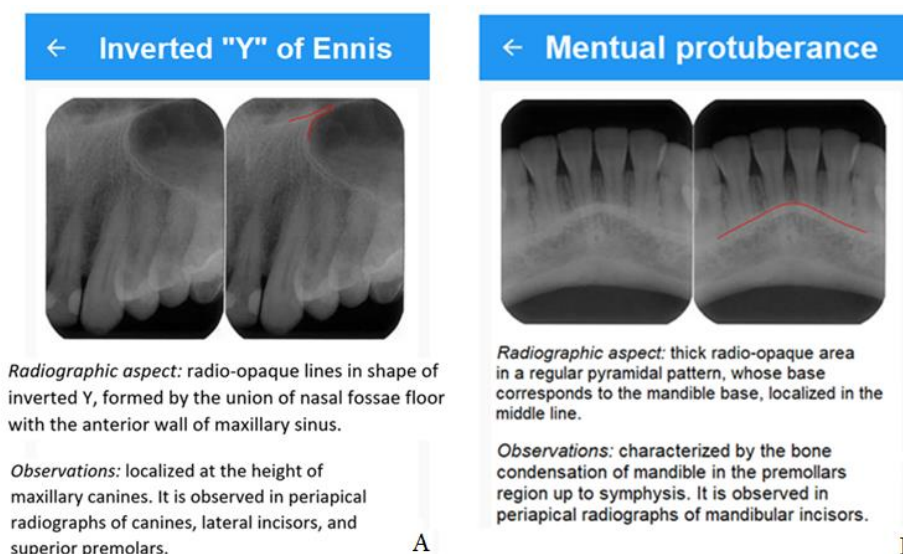 ← Inverted "Y" of Ennis
Radiographic aspect: radio-opaque lines in shape of
inverted Y, formed by the union of nasal fossae floor
with the anterior wall of maxillary sinus.
Observations: localized at the height of
maxillary canines. It is observed in periapical
radiographs of canines, lateral incisors, and
superior premolars.
A
← Mentual protuberance
Radiographic aspect: thick radio-opaque area
in a regular pyramidal pattern, whose base
corresponds to the mandible base, localized in the
middle line.
Observations: characterized by the bone
condensation of mandible in the premollars
region up to symphysis. It is observed in
periapical radiographs of mandibular incisors.